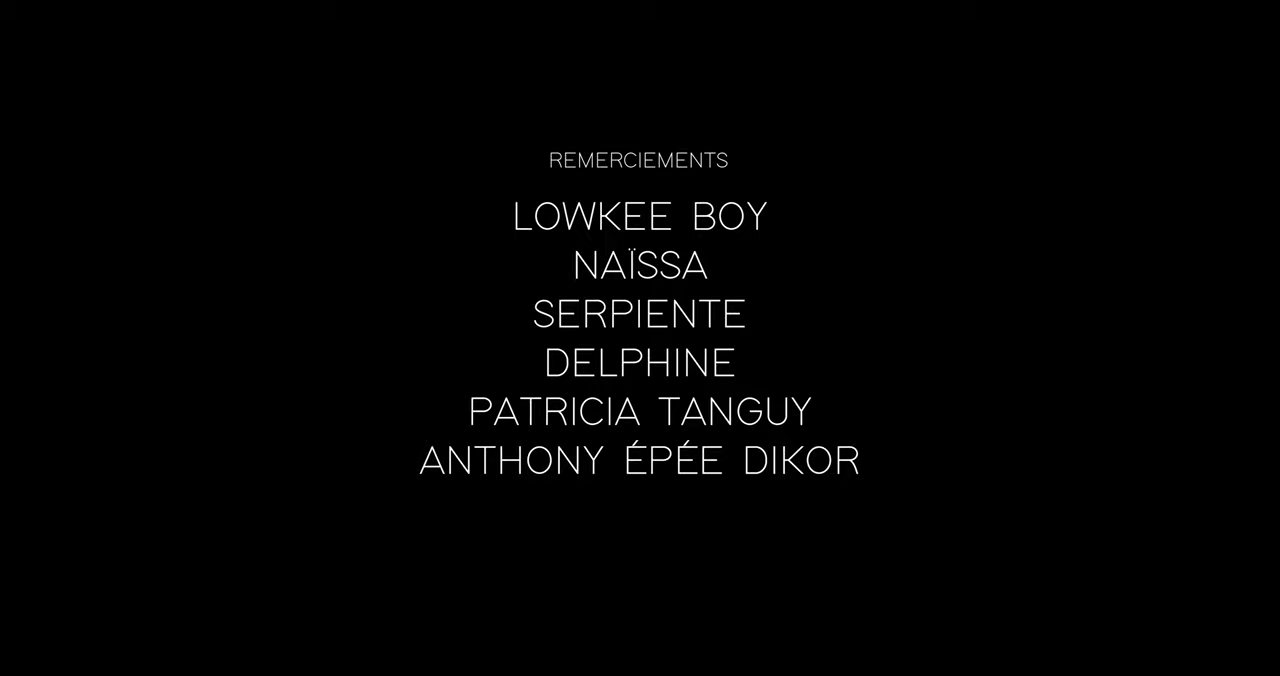 REMERCIEMENTS
LOWKEE BOY
NAÏSSA
SERPIENTE
DELPHINE
PATRICIA TANGUY
ANTHONY ÉPÉE DIKOR